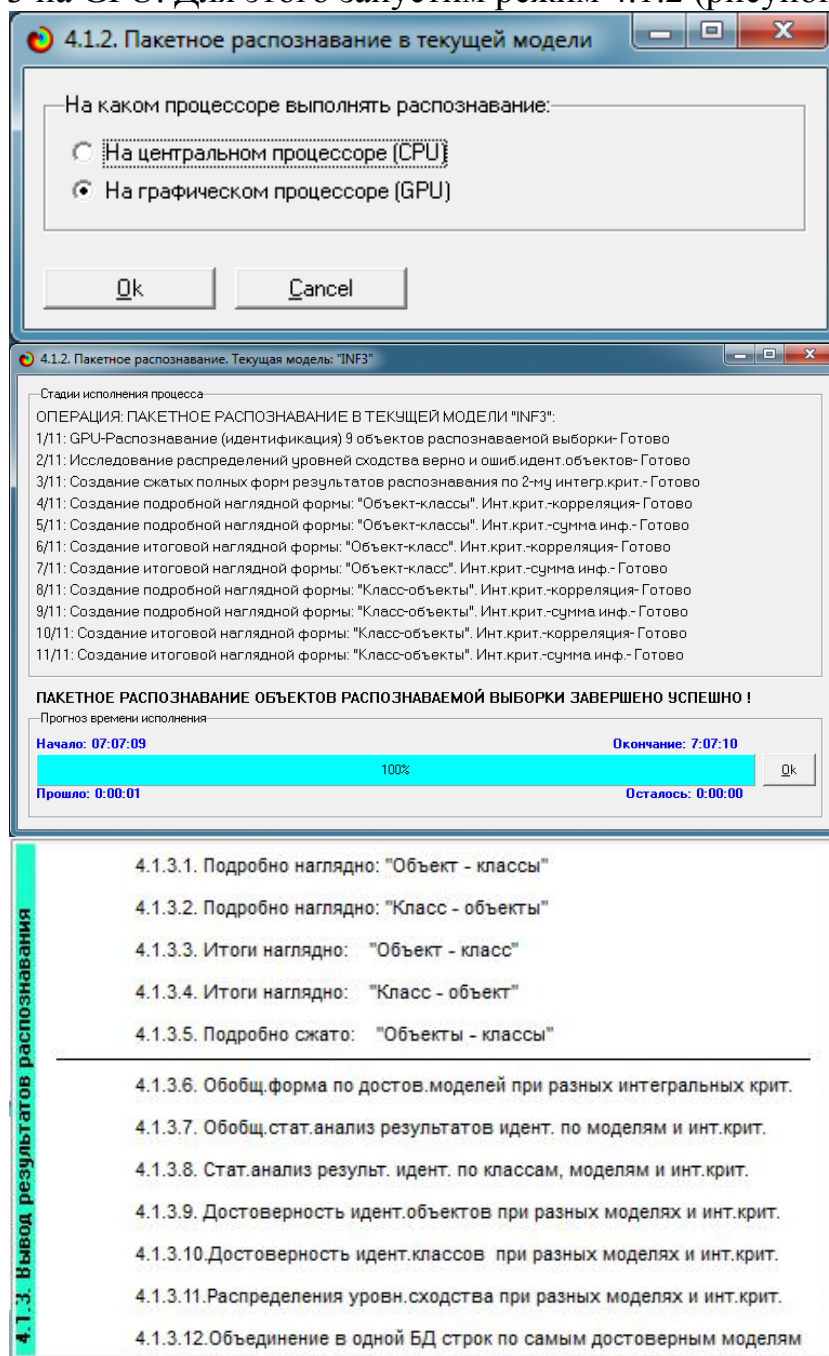 3 на GPU. Для этого запустим режим 4.1.2 (рисунок
4.1.2. Пакетное распознавание в текущей модели
На каком процессоре выполнять распознавание:
На центральном процессоре (CPU)
На графическом процессоре (GPU)
Ok
Cancel
4.1.2. Пакетное распознавание. Текущая модель: "INF3"
Стадии исполнения процесса
ОПЕРАЦИЯ: ПАКЕТНОЕ РАСПОЗНАВАНИЕ В ТЕКУЩЕЙ МОДЕЛИ "INF3":
1/11: GPU-Распознавание (идентификация) 9 объектов распознаваемой выборки- Готово
2/11: Исследование распределений уровней сходства верно и ошиб.идент.объектов- Готово
3/11: Создание сжатых полных форм результатов распознавания по 2-му интегр.крит.- Готово
4/11: Создание подробной наглядной формы: "Объект-классы". Инт.крит.-корреляция- Готово
5/11: Создание подробной наглядной формы: "Объект-классы". Инт.крит.-сумма инф.- Готово
6/11: Создание итоговой наглядной формы: "Объект-класс". Инт.крит.-корреляция- Готово
7/11: Создание итоговой наглядной формы: "Объект-класс". Инт.крит.-сумма инф.- Готово
8/11: Создание подробной наглядной формы: "Класс-объекты". Инт.крит.-корреляция- Готово
9/11: Создание подробной наглядной формы: "Класс-объекты". Инт.крит.-сумма инф.- Готово
10/11: Создание итоговой наглядной формы: "Класс-объекты". Инт.крит.-корреляция- Готово
11/11: Создание итоговой наглядной формы: "Класс-объекты". Инт.крит.-сумма инф.- Готово
ПАКЕТНОЕ РАСПОЗНАВАНИЕ ОБЪЕКТОВ РАСПОЗНАВАЕМОЙ ВЫБОРКИ ЗАВЕРШЕНО УСПЕШНО !
Прогноз времени исполнения
Начало: 07:07:09
Окончание: 7:07:10
100%
Ok
Прошло: 0:00:01
Осталось: 0:00:00
4.1.3. Вывод результатов распознавания
4.1.3.1. Подробно наглядно: "Объект - классы"
4.1.3.2. Подробно наглядно: "Класс - объекты"
4.1.3.3. Итоги наглядно: "Объект - класс"
4.1.3.4. Итоги наглядно: "Класс - объект"
4.1.3.5. Подробно сжато: "Объекты - классы"
4.1.3.6. Обобщ.форма по достов.моделей при разных интегральных крит.
4.1.3.7. Обобщ.стат.анализ результатов идент. по моделям и инт.крит.
4.1.3.8. Стат.анализ результ. идент. по классам, моделям и инт.крит.
4.1.3.9. Достоверность идент.объектов при разных моделях и инт.крит.
4.1.3.10.Достоверность идент.классов при разных моделях и инт.крит.
4.1.3.11.Распределения уровн.сходства при разных моделях и инт.крит.
4.1.3.12.Объединение в одной БД строк по самым достоверным моделям